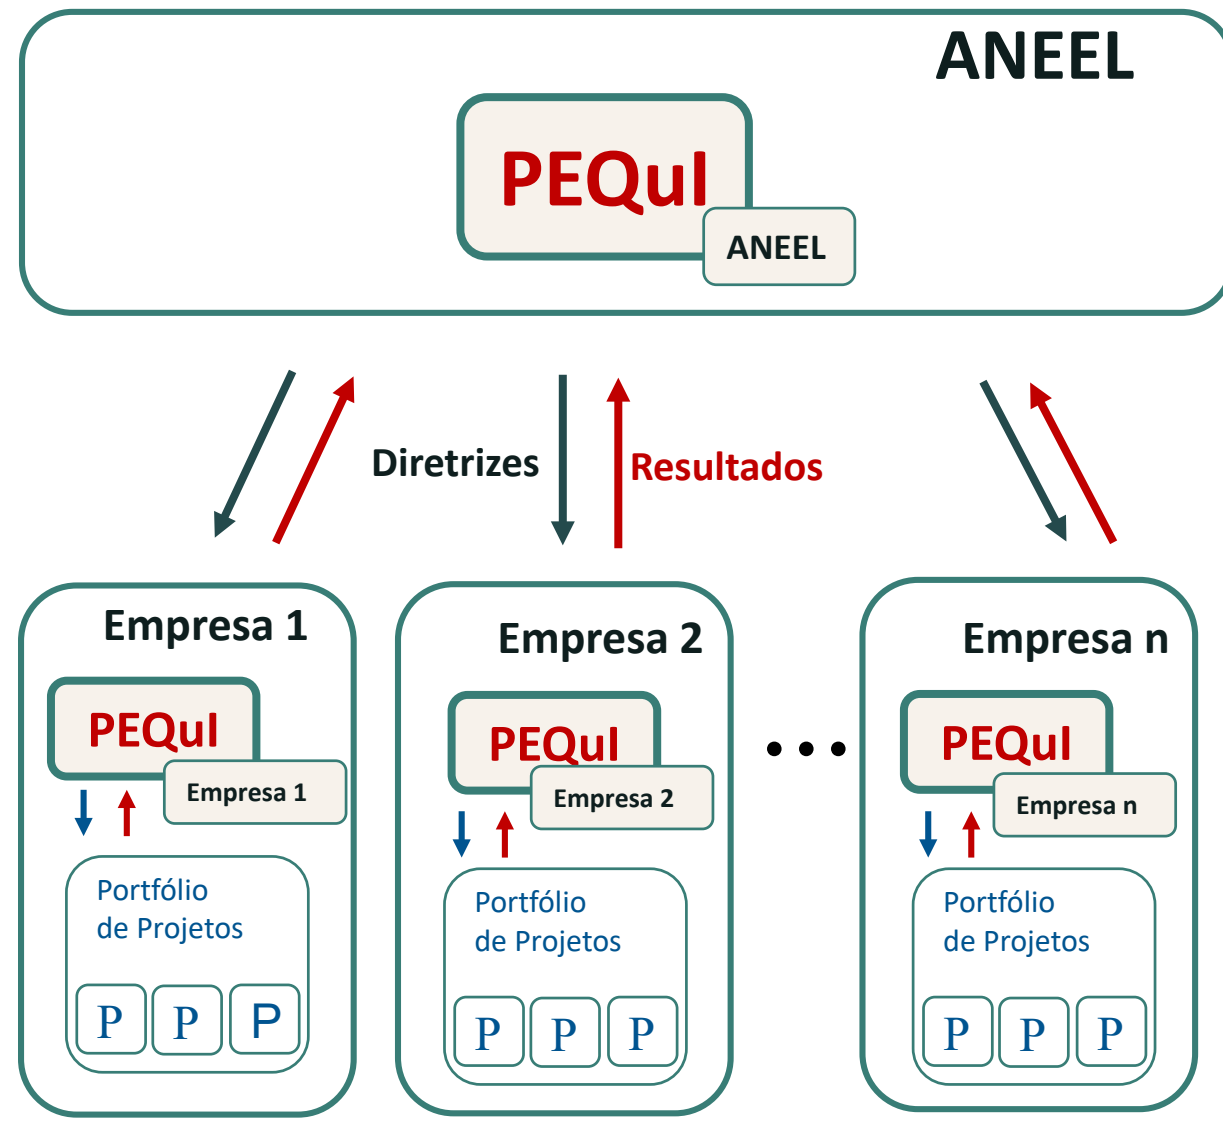 ANEEL
PEQuI
ANEEL
Diretrizes
Resultados
Empresa 1
PEQuI
Empresa 1
Portfólio
de Projetos
P P P
Empresa 2
PEQuI
Empresa 2
Portfólio
de Projetos
P P P
...
Empresa n
PEQuI
Empresa n
Portfólio
de Projetos
P P P